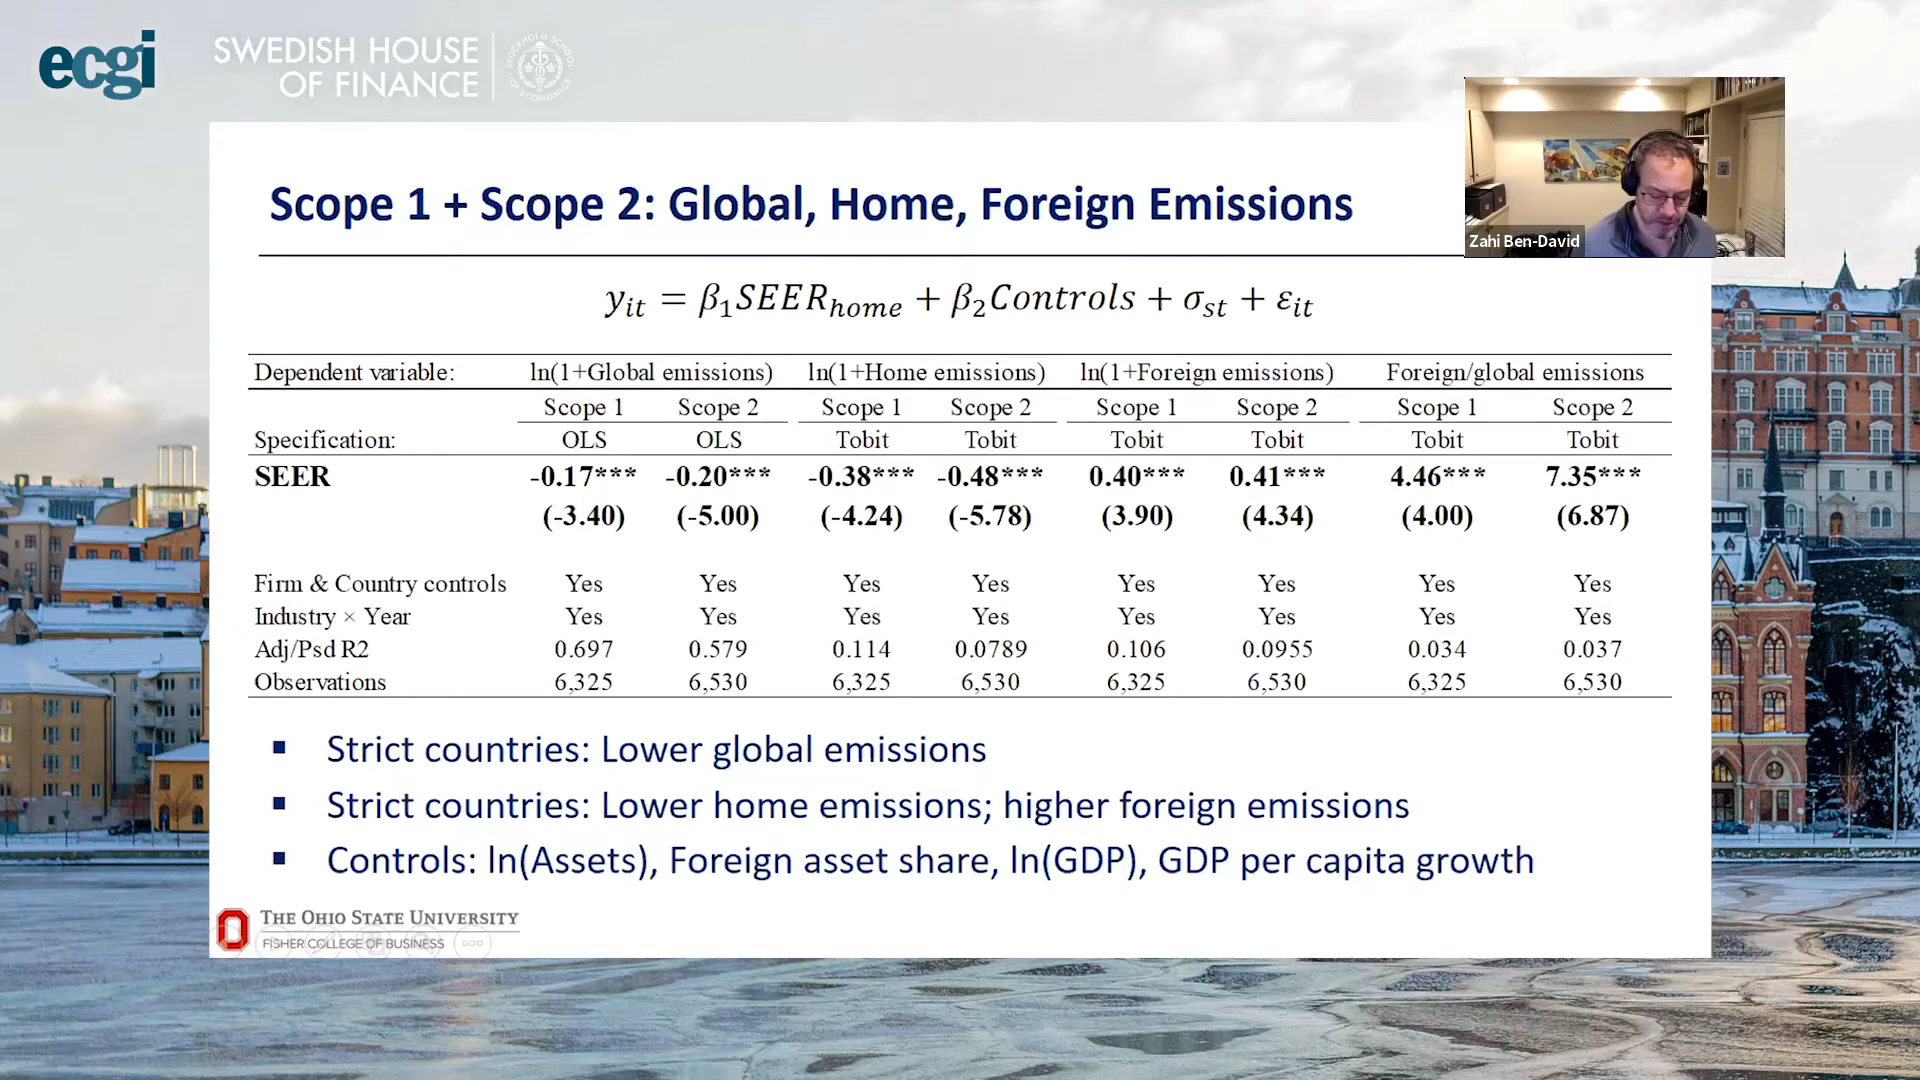 ecgi
SWEDISH HOUSE
OF FINANCE
STOCKHOLM SCHOOL
OF ECONOMICS
Zahi Ben-David
Scope 1 + Scope 2: Global, Home, Foreign Emissions
y_it = β_1SEER_home + β_2Controls + σ_st + ε_it
Dependent variable: ln(1+Global emissions) ln(1+Home emissions) ln(1+Foreign emissions) Foreign/global emissions
Scope 1 Scope 2 Scope 1 Scope 2 Scope 1 Scope 2 Scope 1 Scope 2
Specification: OLS OLS Tobit Tobit Tobit Tobit Tobit Tobit
SEER -0.17*** -0.20*** -0.38*** -0.48*** 0.40*** 0.41*** 4.46*** 7.35***
(-3.40) (-5.00) (-4.24) (-5.78) (3.90) (4.34) (4.00) (6.87)
Firm & Country controls Yes Yes Yes Yes Yes Yes Yes Yes
Industry × Year Yes Yes Yes Yes Yes Yes Yes Yes
Adj/Psd R2 0.697 0.579 0.114 0.0789 0.106 0.0955 0.034 0.037
Observations 6,325 6,530 6,325 6,530 6,325 6,530 6,325 6,530
▪ Strict countries: Lower global emissions
▪ Strict countries: Lower home emissions; higher foreign emissions
▪ Controls: ln(Assets), Foreign asset share, ln(GDP), GDP per capita growth
THE OHIO STATE UNIVERSITY
FISHER COLLEGE OF BUSINESS